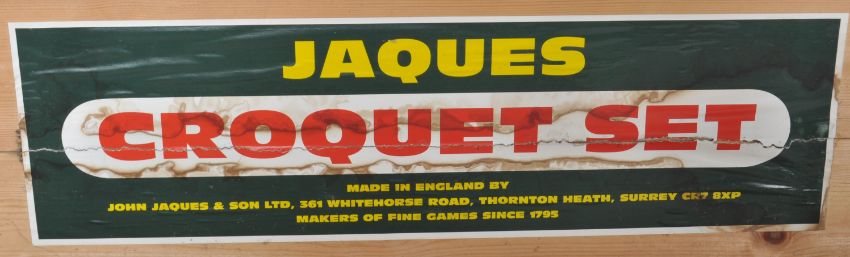 JAQUES
CROQUET SET
MADE IN ENGLAND BY
JOHN JAQUES & SON LTD, 361 WHITEHORSE ROAD, THORNTON HEATH, SURREY CR7 8XP
MAKERS OF FINE GAMES SINCE 1795